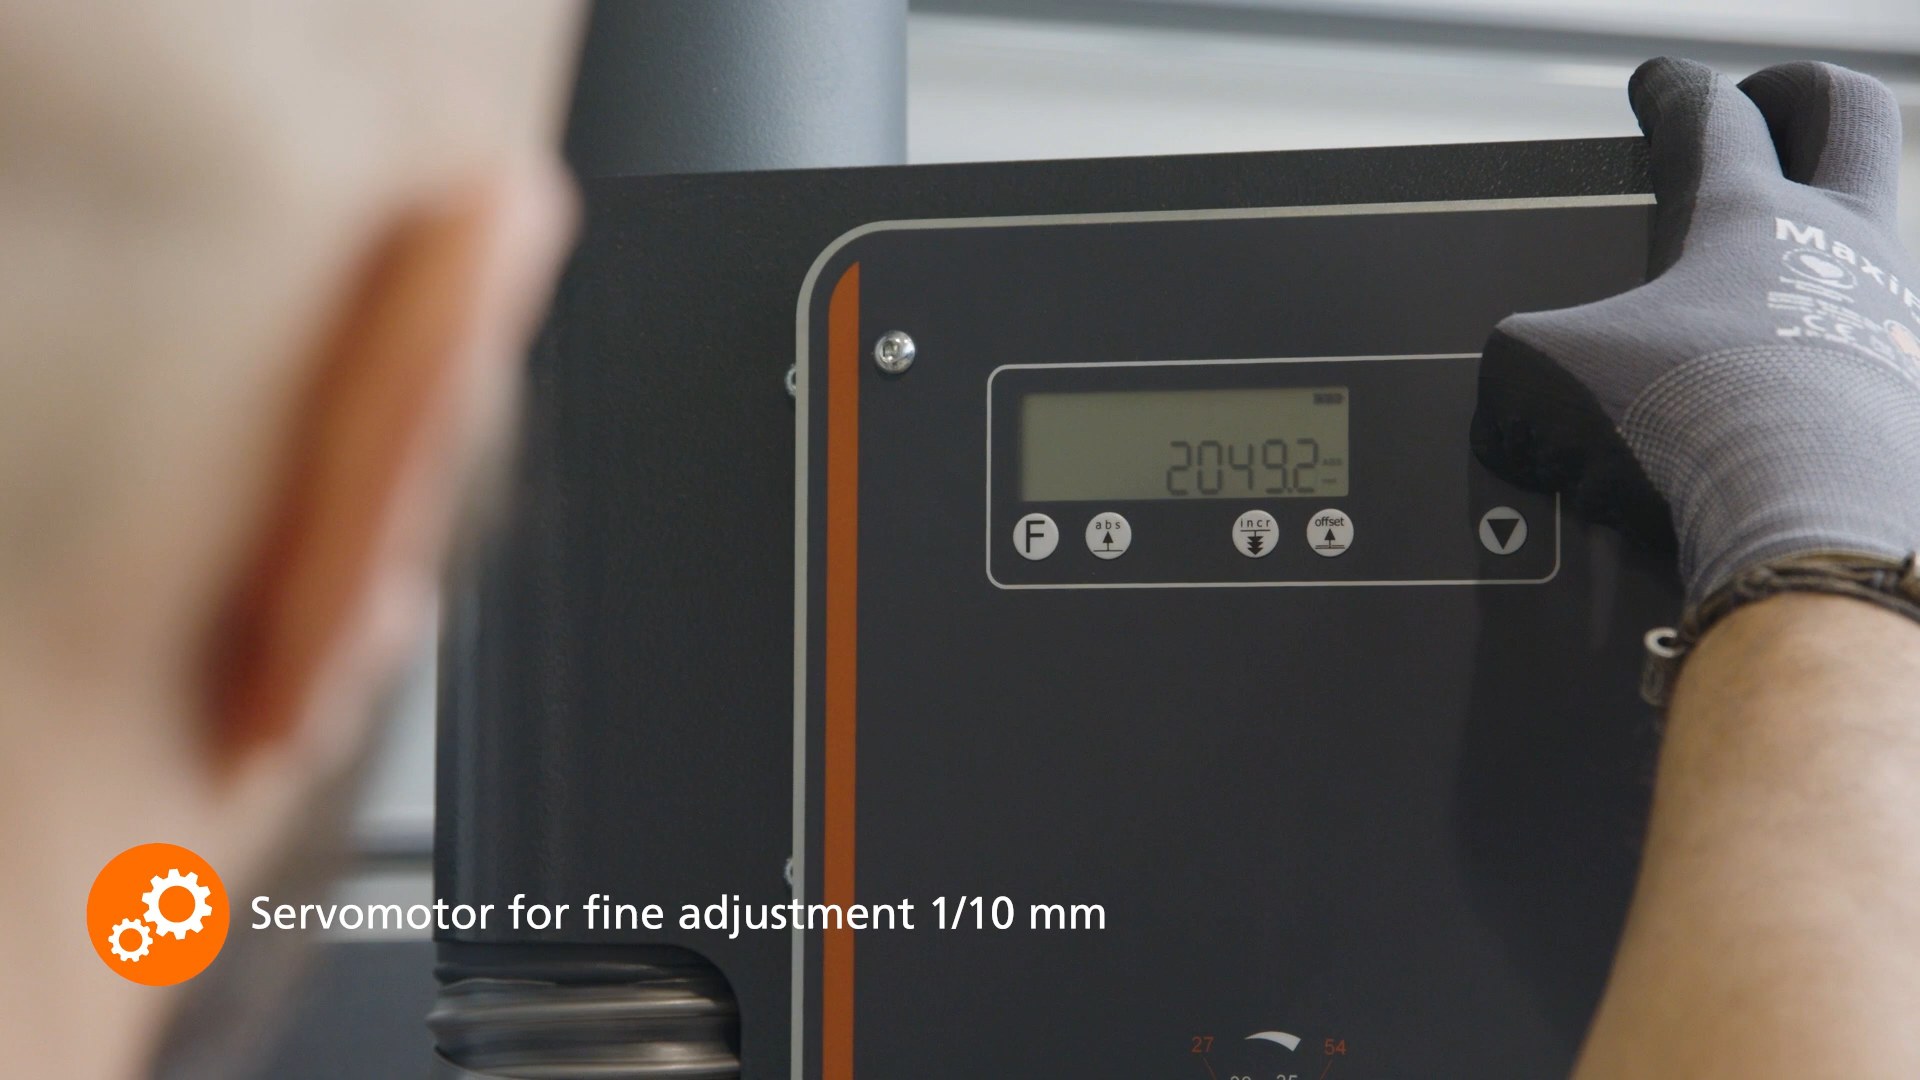 2049.2
F
abs
incr
offset
Servomotor for fine adjustment 1/10 mm
27
54